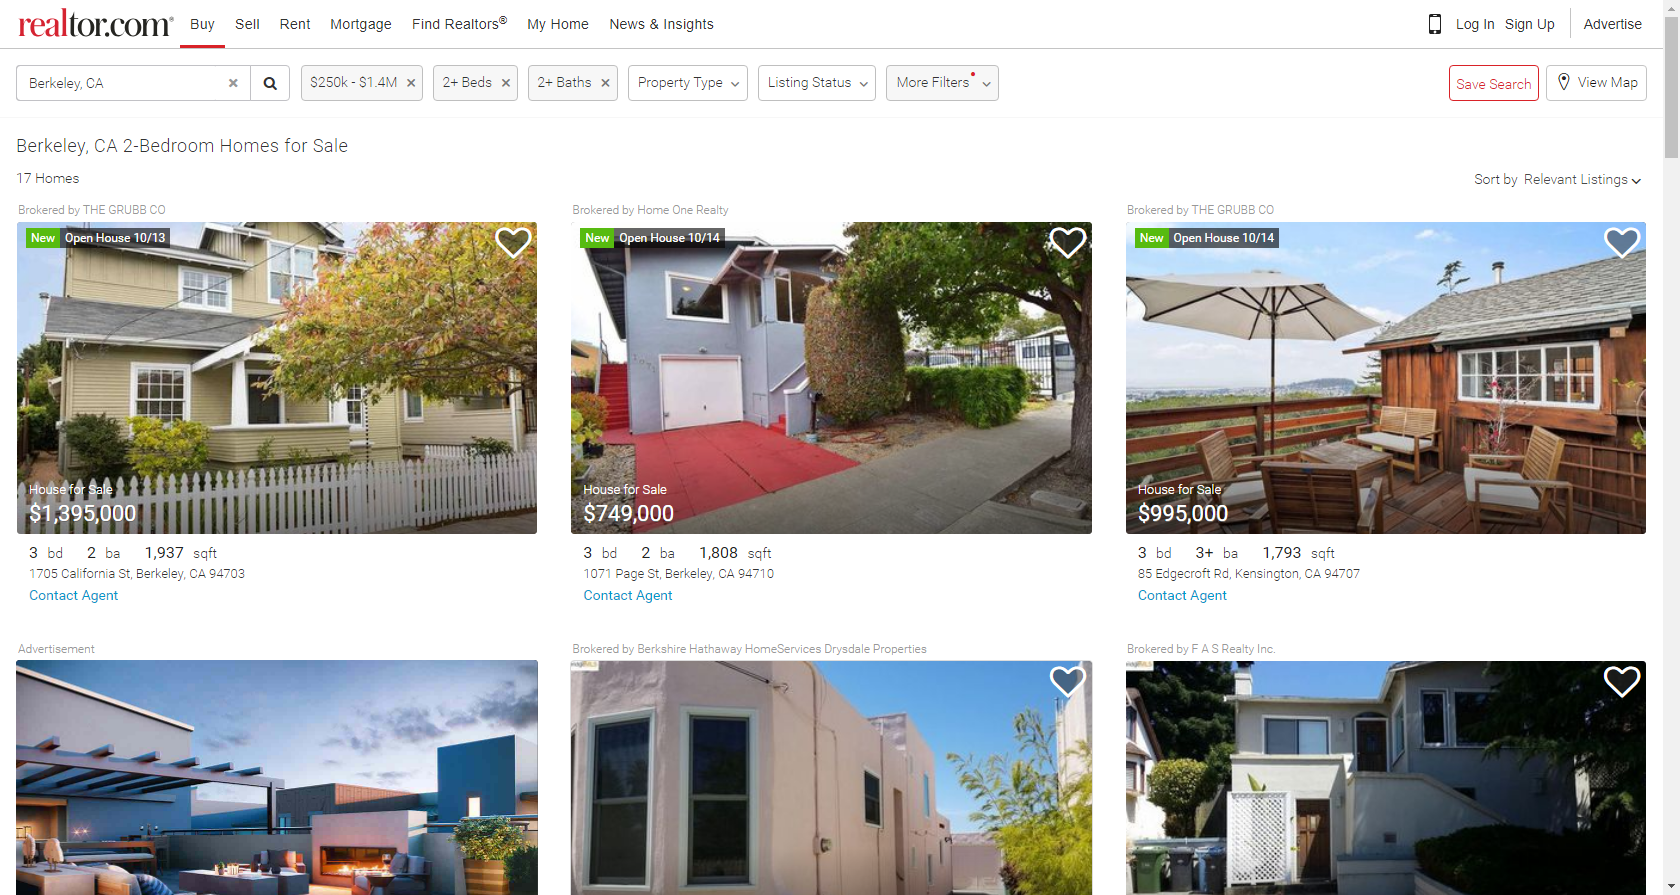 realtor.com®
Buy Sell Rent Mortgage Find Realtors® My Home News & Insights
Log In Sign Up Advertise
Berkeley, CA
$250k - $1.4M
2+ Beds
2+ Baths
Property Type
Listing Status
More Filters
Save Search
View Map
Berkeley, CA 2-Bedroom Homes for Sale
17 Homes
Sort by Relevant Listings
Brokered by THE GRUBB CO
New Open House 10/13
House for Sale
$1,395,000
3 bd 2 ba 1,937 sqft
1705 California St, Berkeley, CA 94703
Contact Agent
Brokered by Home One Realty
New Open House 10/14
House for Sale
$749,000
3 bd 2 ba 1,808 sqft
1071 Page St, Berkeley, CA 94710
Contact Agent
Brokered by THE GRUBB CO
New Open House 10/14
House for Sale
$995,000
3 bd 3+ ba 1,793 sqft
85 Edgecroft Rd, Kensington, CA 94707
Contact Agent
Advertisement
Brokered by Berkshire Hathaway HomeServices Drysdale Properties
Brokered by F A S Realty Inc.